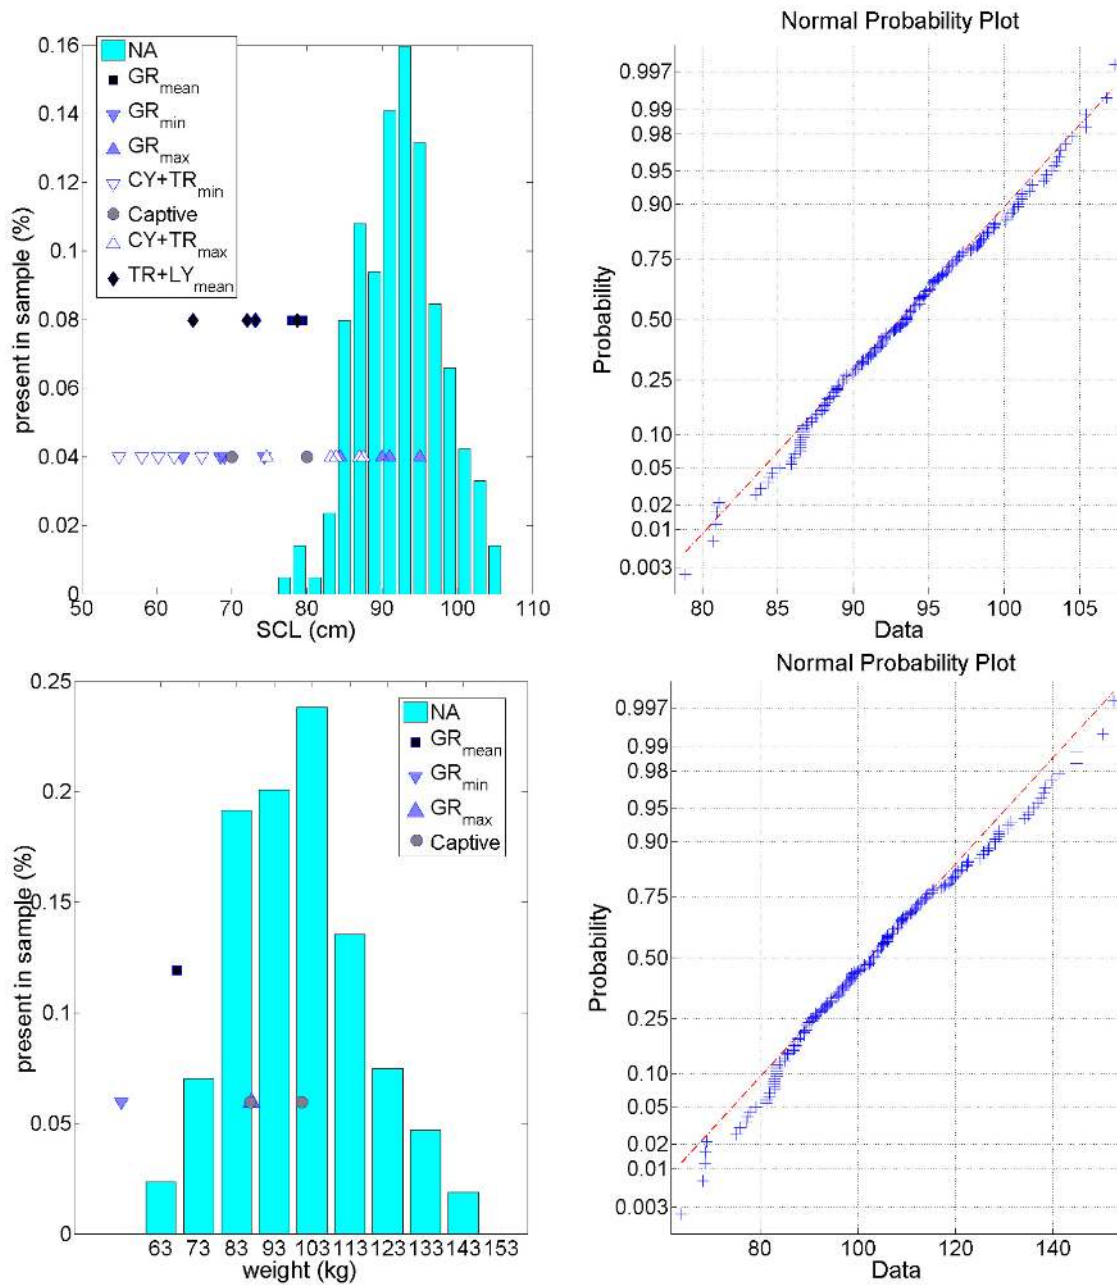 NA
GRmean
GRmin
GRmax
CY+TRmin
Captive
CY+TRmax
TR+LYmean
present in sample (%)
0.16
0.14
0.12
0.1
0.08
0.06
0.04
0.02
0
50 60 70 80 90 100 110
SCL (cm)
Normal Probability Plot
Probability
0.997
0.99
0.98
0.95
0.90
0.75
0.50
0.25
0.10
0.05
0.02
0.01
0.003
80 85 90 95 100 105
Data
NA
GRmean
GRmin
GRmax
Captive
present in sample (%)
0.25
0.2
0.15
0.1
0.05
0
63 73 83 93 103 113 123 133 143 153
weight (kg)
Normal Probability Plot
Probability
0.997
0.99
0.98
0.95
0.90
0.75
0.50
0.25
0.10
0.05
0.02
0.01
0.003
80 100 120 140
Data